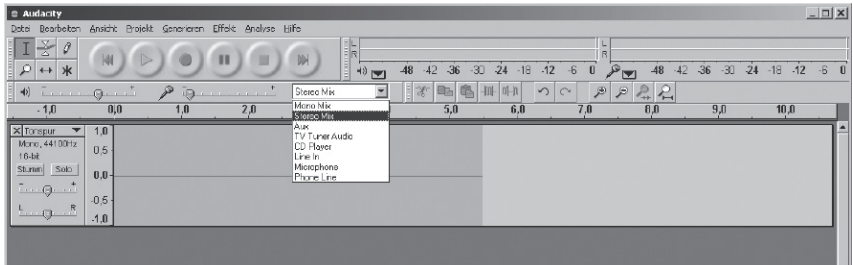 Audacity
Datei Bearbeiten Ansicht Projekt Generieren Effekt Analyse Hilfe
L
R
-48 -42 -36 -30 -24 -18 -12 -6 0
L
R
-48 -42 -36 -30 -24 -18 -12 -6 0
Stereo Mix
-1,0 0,0 1,0 2,0 5,0 6,0 7,0 8,0 9,0 10,0
Mono Mix
Stereo Mix
Aux
TV Tuner Audio
CD Player
Line In
Microphone
Phone Line
X Tonspur
Mono, 44100Hz
16-bit
Stumm Solo
- +
L R
1,0
0,5
0,0
-0,5
-1,0